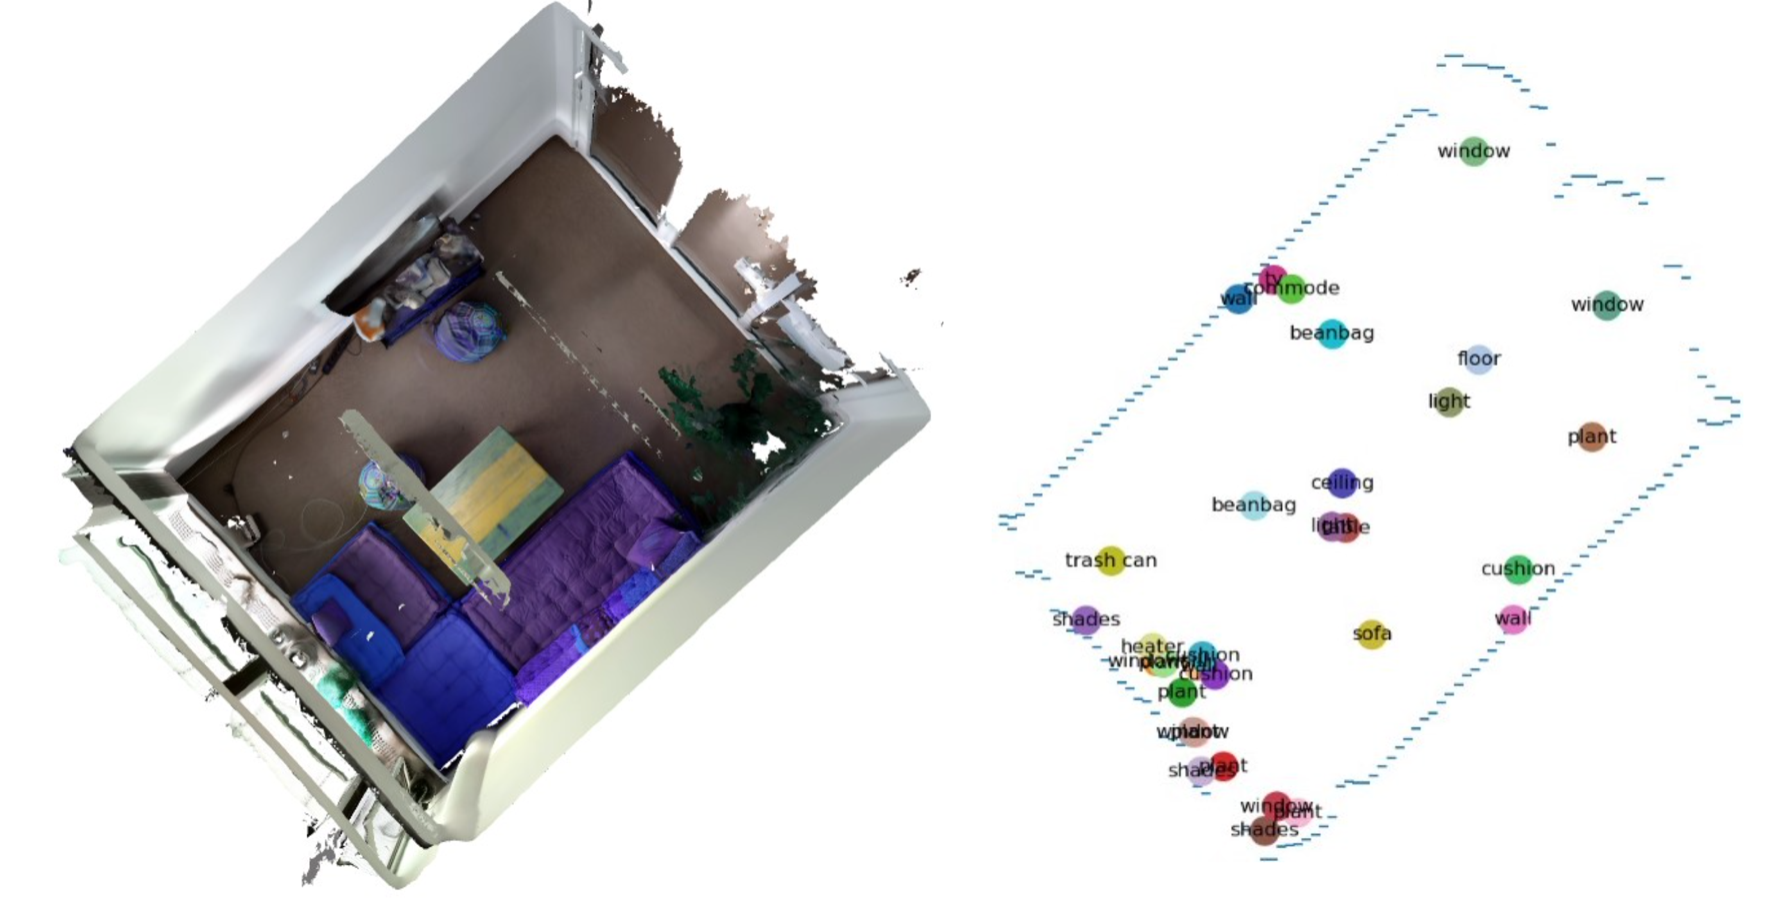 window
tv
commode
wall
window
beanbag
floor
light
plant
ceiling
beanbag
light
table
trash can
cushion
shades
wall
sofa
heater
cushion
window
plant
wall
cushion
plant
window
plant
shades
plant
window
plant
shades